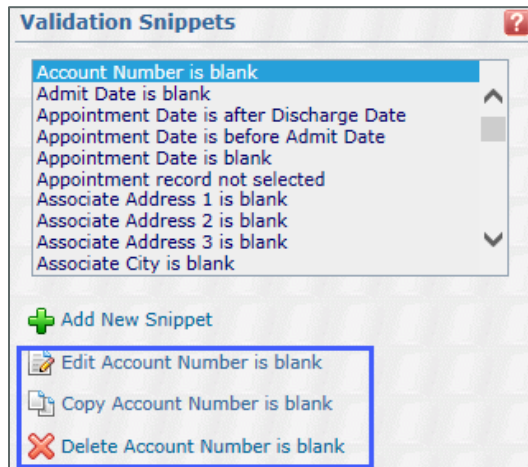 Validation Snippets
?
Account Number is blank
Admit Date is blank
Appointment Date is after Discharge Date
Appointment Date is before Admit Date
Appointment Date is blank
Appointment record not selected
Associate Address 1 is blank
Associate Address 2 is blank
Associate Address 3 is blank
Associate City is blank
Add New Snippet
Edit Account Number is blank
Copy Account Number is blank
Delete Account Number is blank